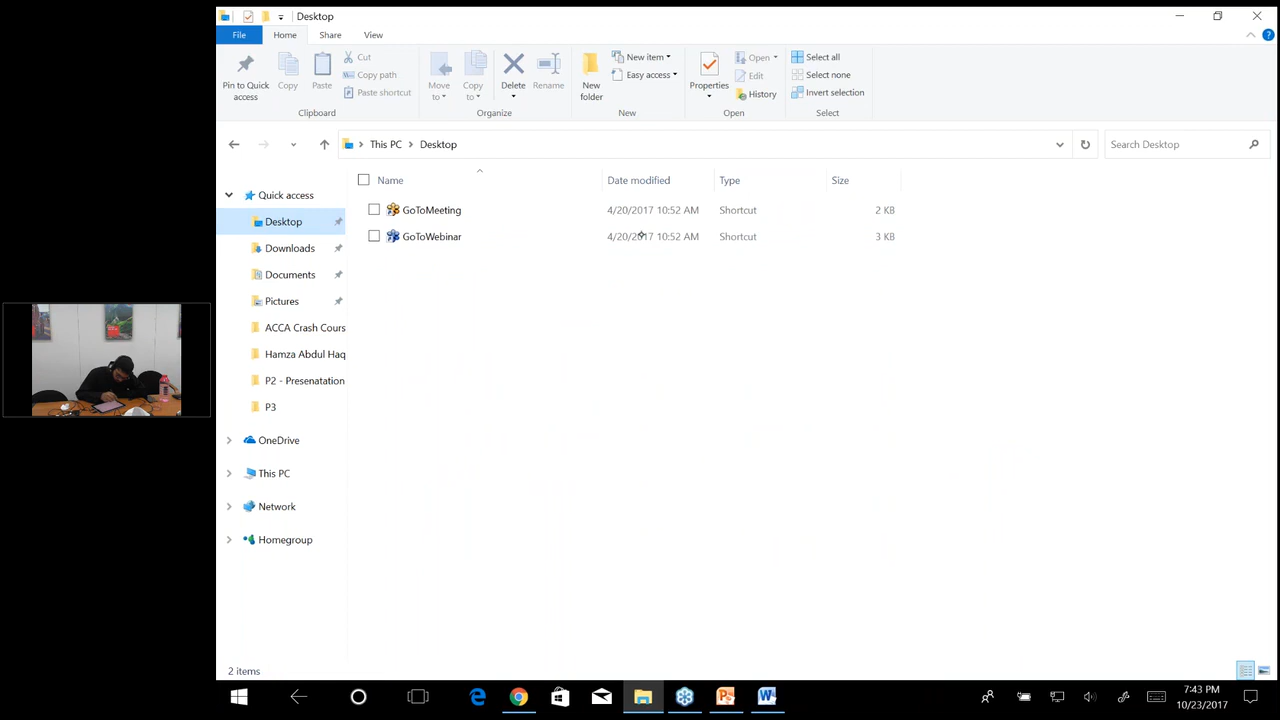 Desktop
File Home Share View
Pin to Quick access
Copy
Paste
Cut
Copy path
Paste shortcut
Clipboard
Move to
Copy to
Delete
Rename
Organize
New folder
New item
Easy access
New
Properties
Open
Edit
History
Open
Select all
Select none
Invert selection
Select
This PC Desktop
Search Desktop
Name Date modified Type Size
GoToMeeting 4/20/2017 10:52 AM Shortcut 2 KB
GoToWebinar 4/20/2017 10:52 AM Shortcut 3 KB
Quick access
Desktop
Downloads
Documents
Pictures
ACCA Crash Cours
Hamza Abdul Haq
P2 - Presenatation
P3
OneDrive
This PC
Network
Homegroup
2 items
7:43 PM
10/23/2017